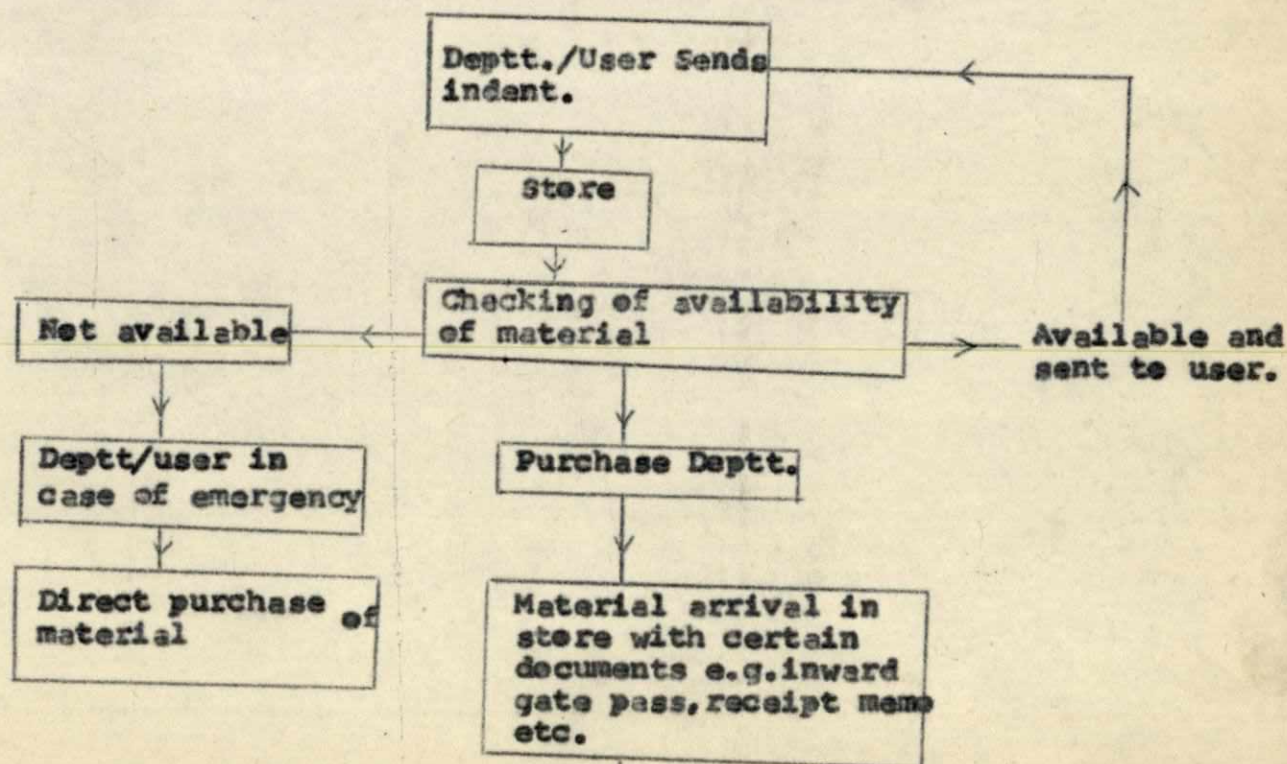 Deptt./User Sends
indent.
Store
Checking of availability
of material
Not available
Available and
sent to user.
Deptt/user in
case of emergency
Purchase Deptt.
Direct purchase of
material
Material arrival in
store with certain
documents e.g.inward
gate pass,receipt memo
etc.